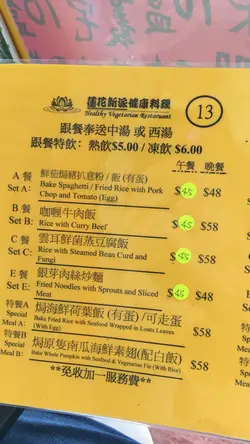 蓮花新派健康料理
Healthy Vegetarian Restaurant
13
跟餐奉送中湯 或 西湯
跟餐特飲： 熱飲$5.00 / 凍飲 $6.00
午餐 晚餐
A 餐 鮮茄焗豬扒意粉 / 飯 (有蛋)
Set A: Bake Spaghetti / Fried Rice with Pork $45 $48
Chop and Tomato (Egg)
B 餐 咖喱牛肉飯
Set B: Rice with Curry Beef $45 $48
C 餐 雲耳鮮菌蒸豆腐飯
Set C: Rice with Steamed Bean Curd and $45 $58
Fungi
E 餐 銀芽肉絲炒麵
Set E: Fried Noodles with Sprouts and Sliced $45 $48
Meat
特餐A 焗海鮮荷葉飯 (有蛋) /可走蛋
Special Bake Fried Rice with Seafood Wrapped in Lotus Leaves $58
Meal A: (With Egg)
特餐B 焗原隻南瓜海鮮素翅(配白飯)
Special Bake Whole Pumpkin with Seafood & Vegetarian Fin (With Rice) $58
Meal B:
**免收加一服務費**